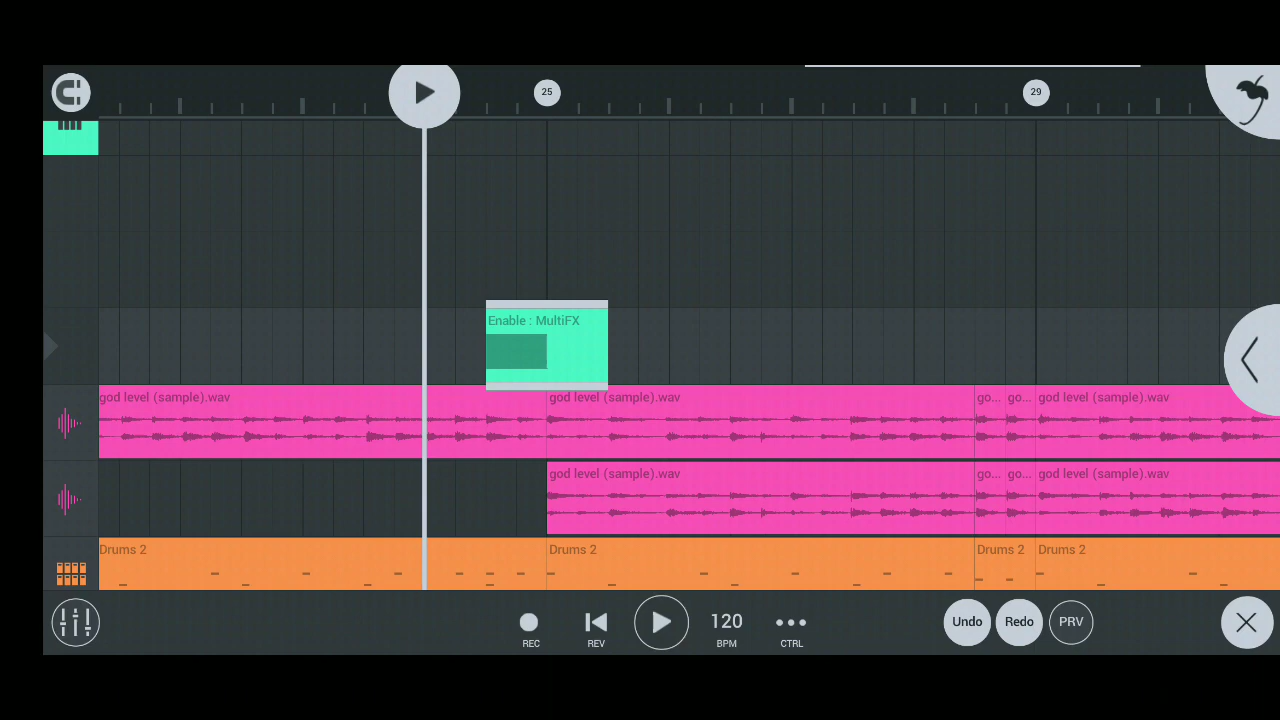 25
29
Enable : MultiFX
god level (sample).wav
god level (sample).wav
go...
go...
god level (sample).wav
god level (sample).wav
go...
go...
god level (sample).wav
Drums 2
Drums 2
Drums 2
Drums 2
REC
REV
120
BPM
CTRL
Undo
Redo
PRV